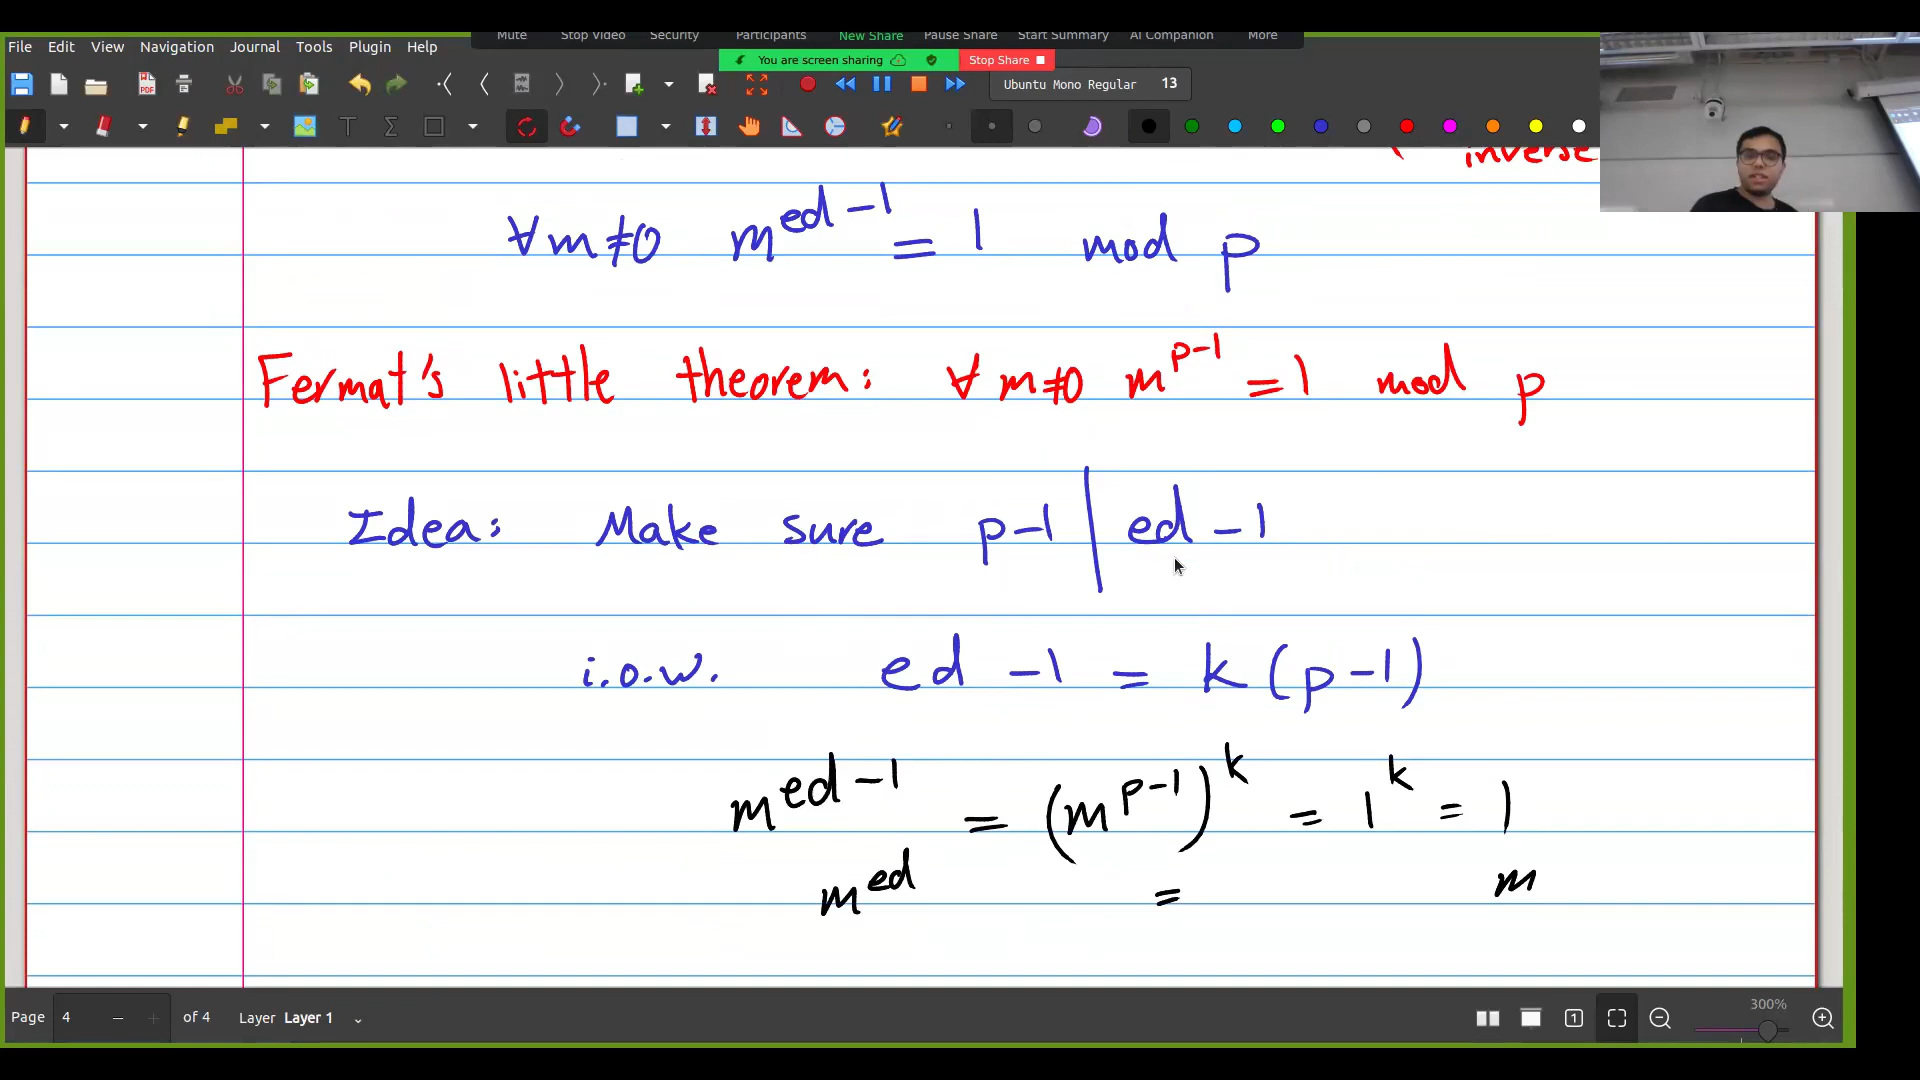 Mute Stop Video Security Participants New Share Pause Share Start Summary AI Companion More
File Edit View Navigation Journal Tools Plugin Help
You are screen sharing Stop Share
PDF Ubuntu Mono Regular 13
inverse
∀m≠0 m^{ed-1} = 1 mod p
Fermat's little theorem: ∀ m≠0 m^{p-1} = 1 mod p
Idea: Make sure p-1 | ed-1
i.o.w. ed -1 = k(p-1)
m^{ed-1} = (m^{p-1})^k = 1^k = 1
m^{ed} = m
Page 4 of 4 Layer Layer 1 1 300%